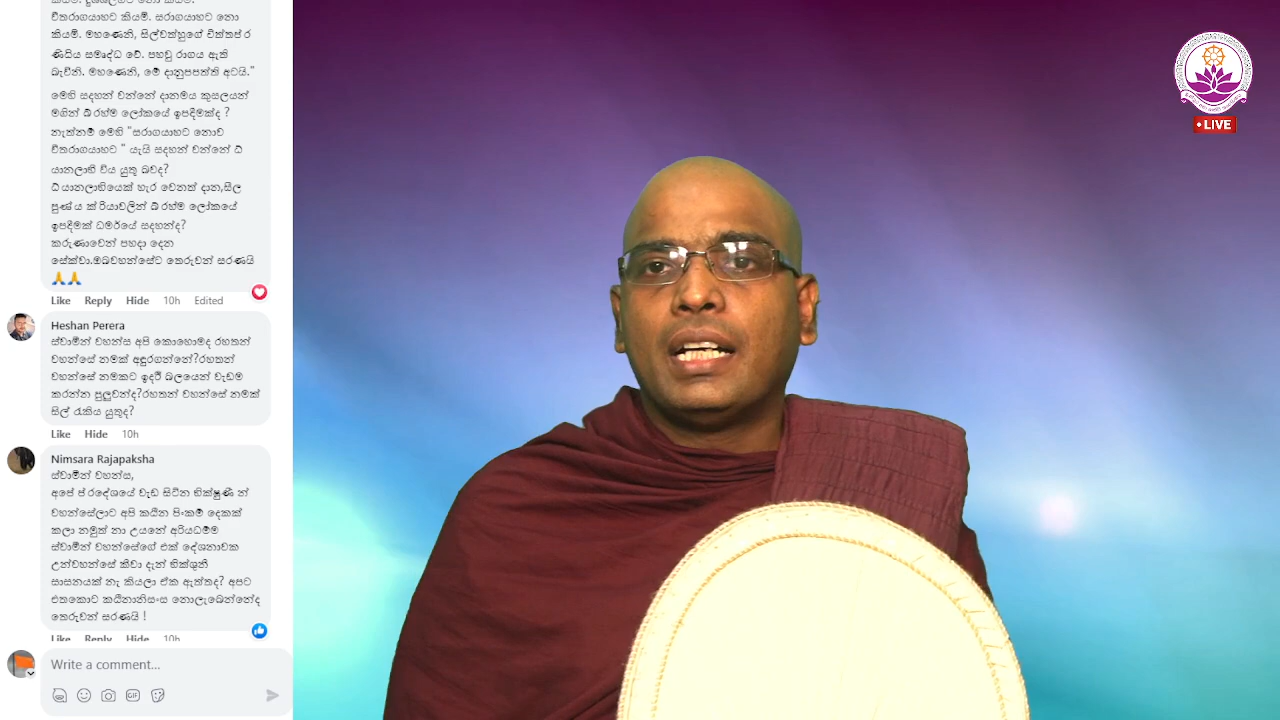 වීතරාගයාහට කියමි. සරාගයාහට නො
කියමි. මහණෙනි, සිල්වත්හුගේ චිත්තප් ර
ණිපිය සමෘද්ධ වේ. පහවු රාගය ඇති
බැවිනි. මහණෙනි, මේ දානුපපත්ති අටයි."
මෙහි සදහන් වන්නේ දානමය කුසලයන්
මගින් බ් රහ්ම ලෝකයේ ඉපදීමක්ද ?
නැත්නම් මෙහි "සරාගයාහට නොව
වීතරාගයාහට " යැයි සදහන් වන්නේ ධ්
යානලාභී විය යුතු බවද?
ධ් යානලාභියෙක් හැර වෙනත් දාන,සීල
පුණ් ය ක් රියාවලින් බ් රහ්ම ලෝකයේ
ඉපදීමක් ධර්මයේ සදහන්ද?
කරුණාවෙන් පහදා දෙන
සේක්වා.ඔබවහන්සේට තෙරුවන් සරණයි
🙏🙏
Like Reply Hide 10h Edited
Heshan Perera
ස්වාමීන් වහන්ස අපි කොහොමද රහතන්
වහන්සේ නමක් අඳුරගන්නේ?රහතන්
වහන්සේ නමකට ඉර්දී බලයෙන් වැඩම
කරන්න පුලුවන්ද?රහතන් වහන්සේ නමක්
සිල් රැකිය යුතුද?
Like Hide 10h
Nimsara Rajapaksha
ස්වාමීන් වහන්ස,
අපේ ප් රදේශයේ වැඩ සිටින භික්ෂුණී න්
වහන්සේලාට අපි කඨින පිංකම් දෙකක්
කලා නමුත් නා උයනේ අරියධම්ම
ස්වාමීන් වහන්සේගේ එක් දේශනාවක
උන්වහන්සේ කීවා දැන් භික්ශුනි
සාසනයක් නැ කියලා ඒක ඇත්තද? අපට
එතකොට කඨිනානිසංස නොලැබෙන්නේද
තෙරුවන් සරණයි !
Like Reply Hide 10h
Write a comment...
GIF
• LIVE